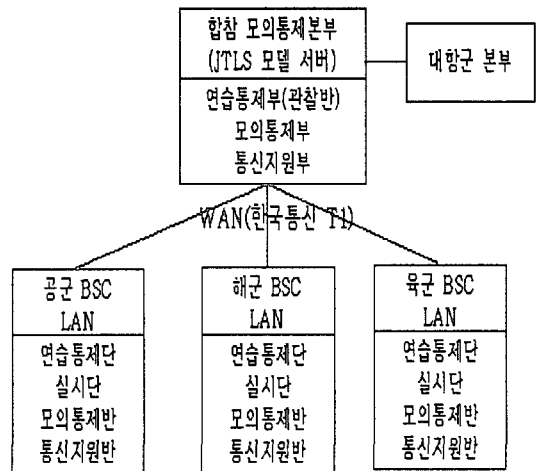 합참 모의통제본부
(JTLS 모델 서버)
연습통제부(관찰반)
모의통제부
통신지원부
대항군 본부
WAN(한국통신 T1)
공군 BSC
LAN
연습통제단
실시단
모의통제반
통신지원반
해군 BSC
LAN
연습통제단
실시단
모의통제반
통신지원반
육군 BSC
LAN
연습통제단
실시단
모의통제반
통신지원반